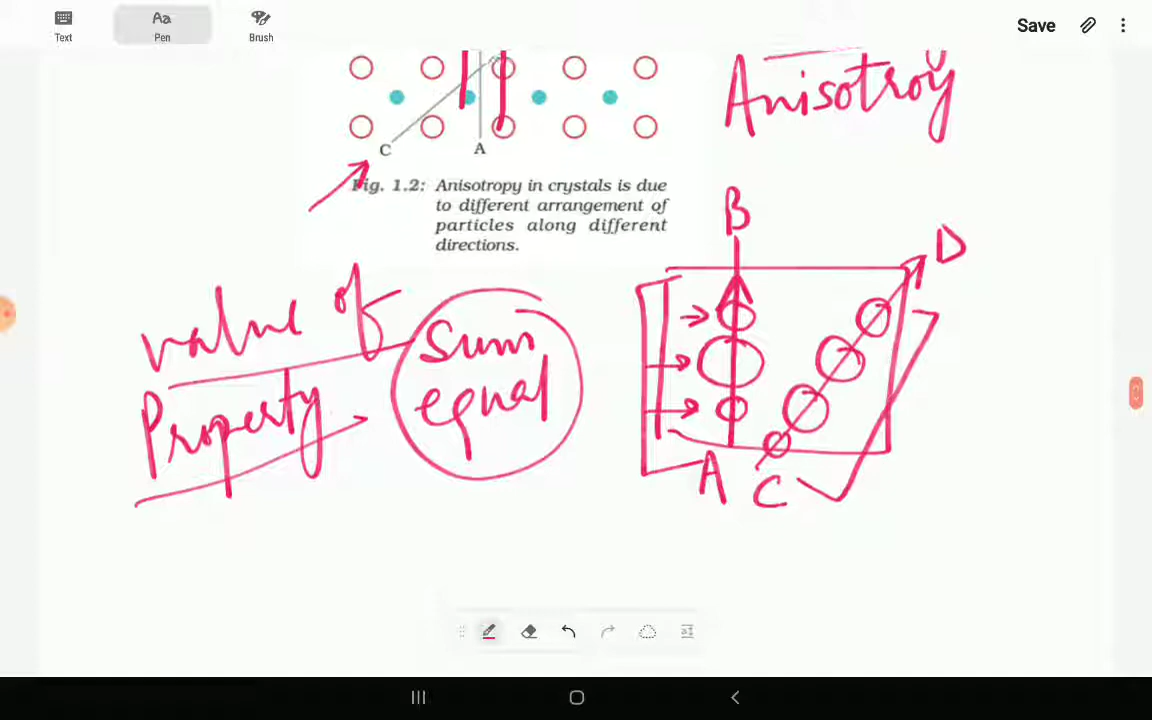 Text
Aa
Pen
Brush
Save
C
A
Anisotroy
Fig. 1.2: Anisotropy in crystals is due
to different arrangement of
particles along different
directions.
B
D
value of
Property
Sum
equal
A
C